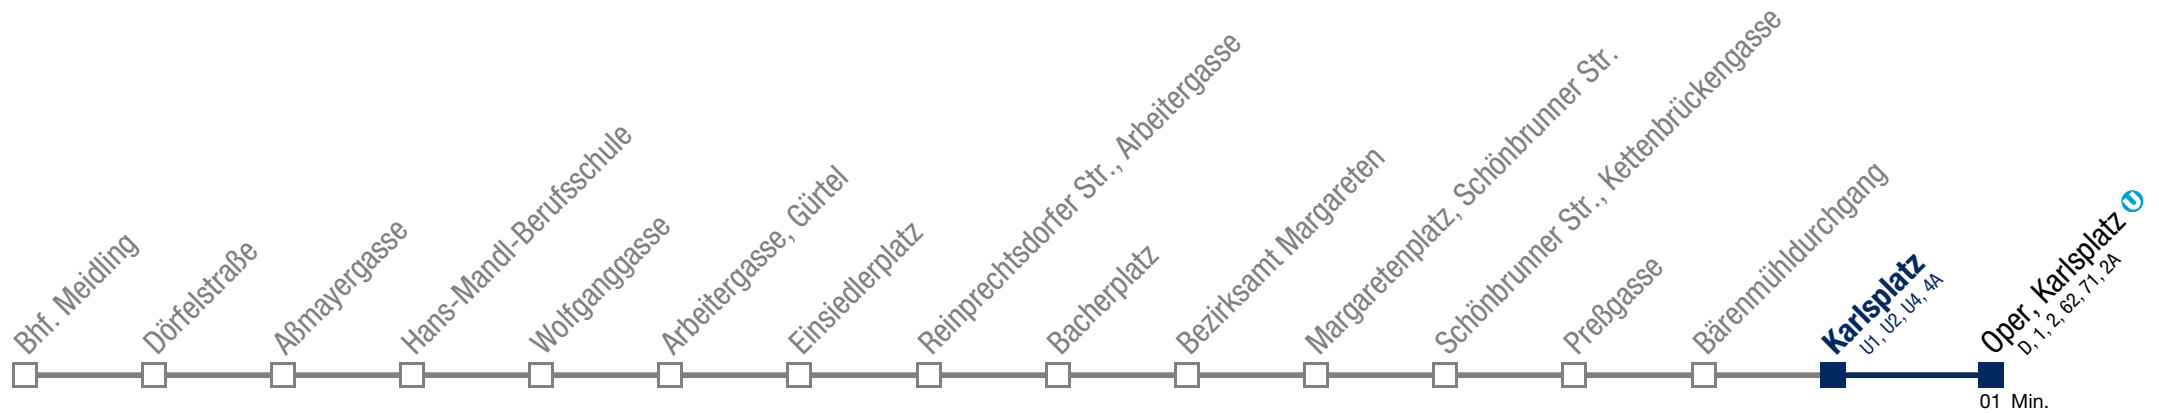 Bhf. Meidling
Dörfelstraße
Aßmayergasse
Hans-Mandl-Berufsschule
Wolfganggasse
Arbeitergasse, Gürtel
Einsiedlerplatz
Reinprechtsdorfer Str., Arbeitergasse
Bacherplatz
Bezirksamt Margareten
Margaretenplatz, Schönbrunner Str.
Schönbrunner Str., Kettenbrückengasse
Preßgasse
Bärenmühldurchgang
Karlsplatz
U1, U2, U4, 4A
Oper, Karlsplatz
D, 1, 2, 62, 71, 2A
01 Min.